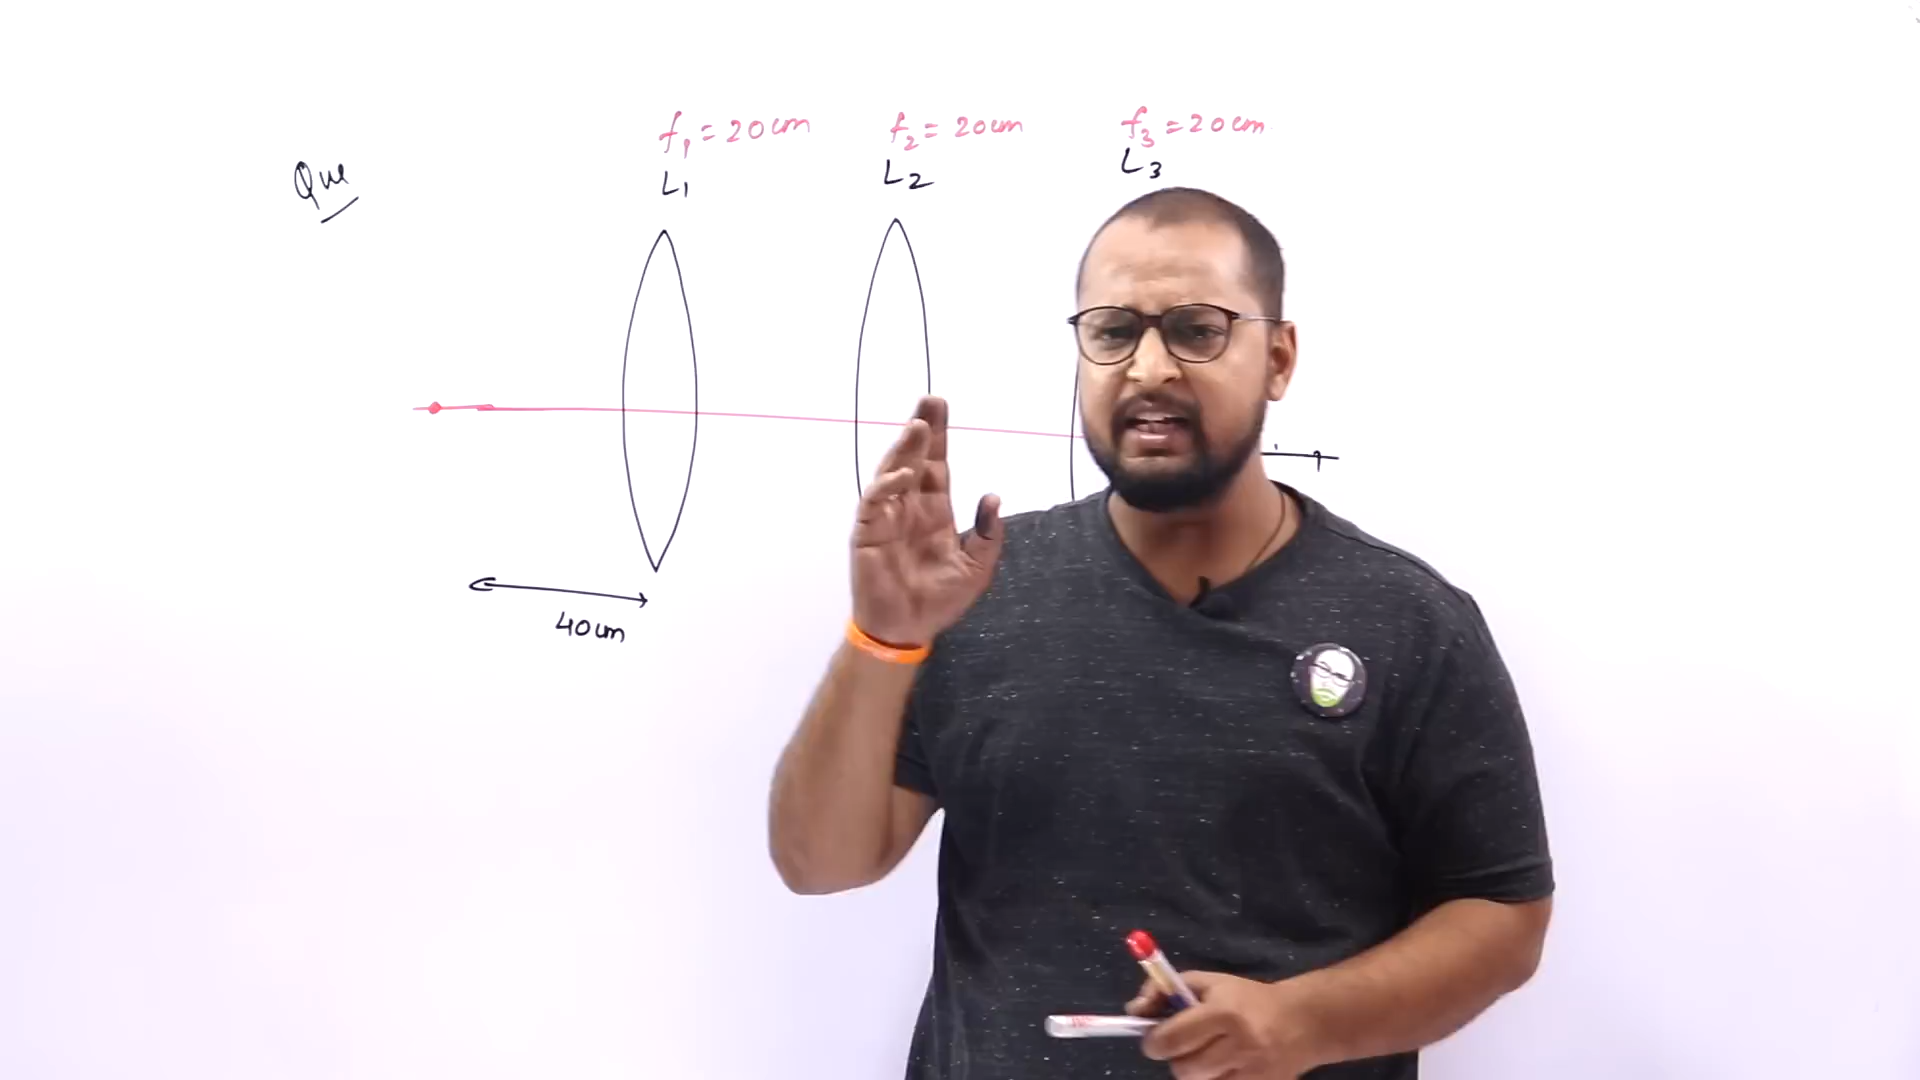 f₁ = 20cm f₂ = 20cm f₃ = 20cm
Que L₁ L₂ L₃
40cm